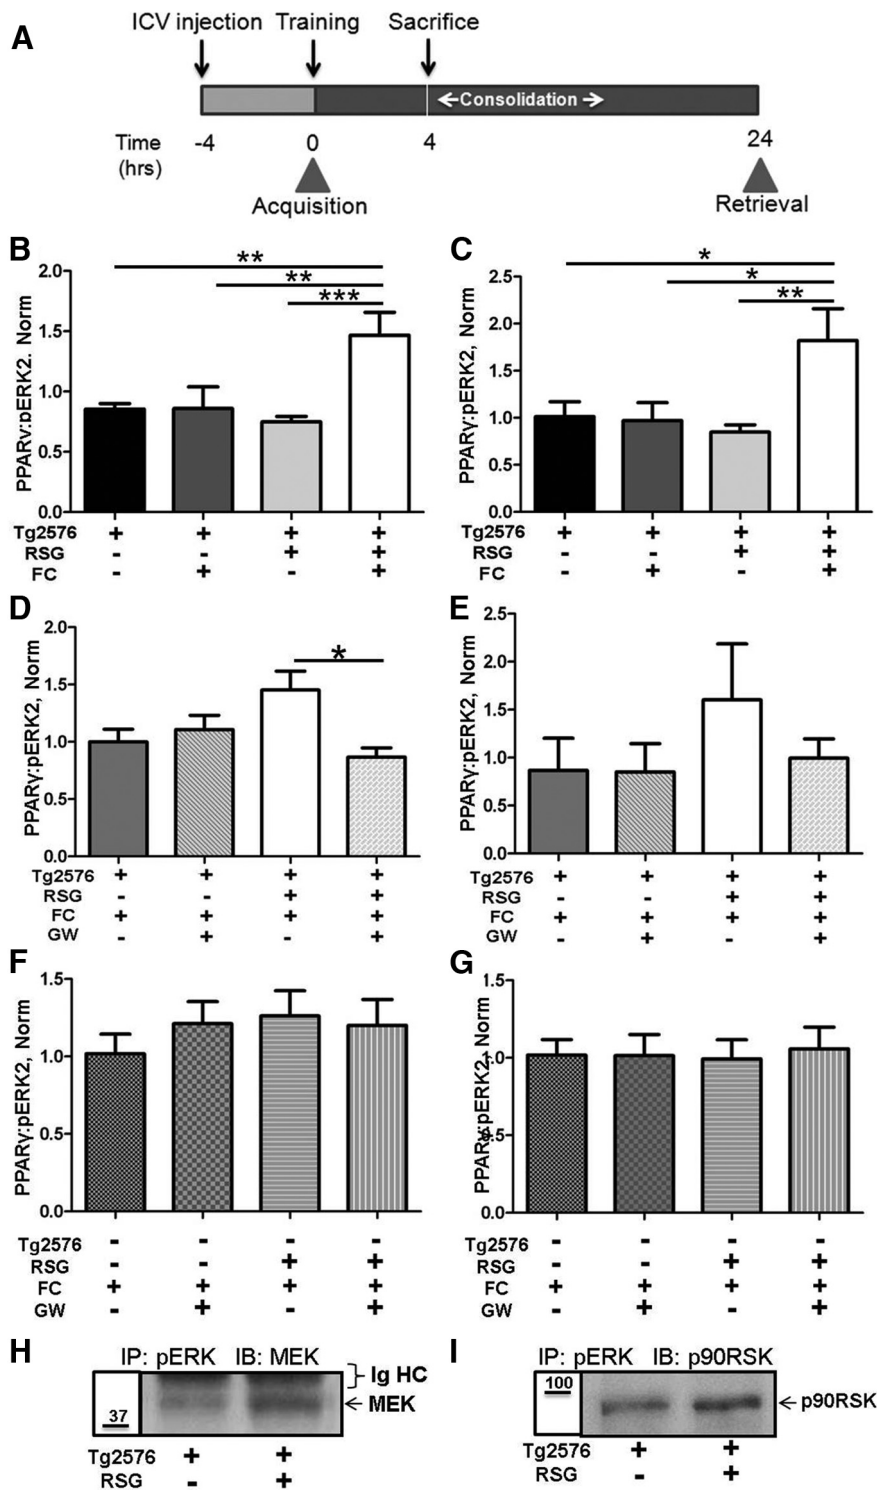 A
ICV injection Training Sacrifice
Consolidation
Time (hrs) -4 0 4 24
Acquisition Retrieval
B
PPARγ:pERK2. Norm
2.0
1.5
1.0
0.5
0.0
**
**
***
Tg2576 + + + +
RSG - - + +
FC - + - +
C
PPARγ:pERK2, Norm
2.5
2.0
1.5
1.0
0.5
0.0
*
*
**
Tg2576 + + + +
RSG - - + +
FC - + - +
D
PPARγ:pERK2, Norm
2.0
1.5
1.0
0.5
0.0
*
Tg2576 + + + +
RSG - - + +
FC + + + +
GW - + - +
E
PPARγ:pERK2, Norm
2.5
2.0
1.5
1.0
0.5
0.0
Tg2576 + + + +
RSG - - + +
FC + + + +
GW - + - +
F
PPARγ:pERK2, Norm
1.5
1.0
0.5
0.0
Tg2576 - - - -
RSG - - + +
FC + + + +
GW - + - +
G
PPARγ:pERK2, Norm
1.5
1.0
0.5
0.0
Tg2576 - - - -
RSG - - + +
FC + + + +
GW - + - +
H
IP: pERK IB: MEK
Ig HC
MEK
37
Tg2576 + +
RSG - +
I
IP: pERK IB: p90RSK
100
p90RSK
Tg2576 + +
RSG - +